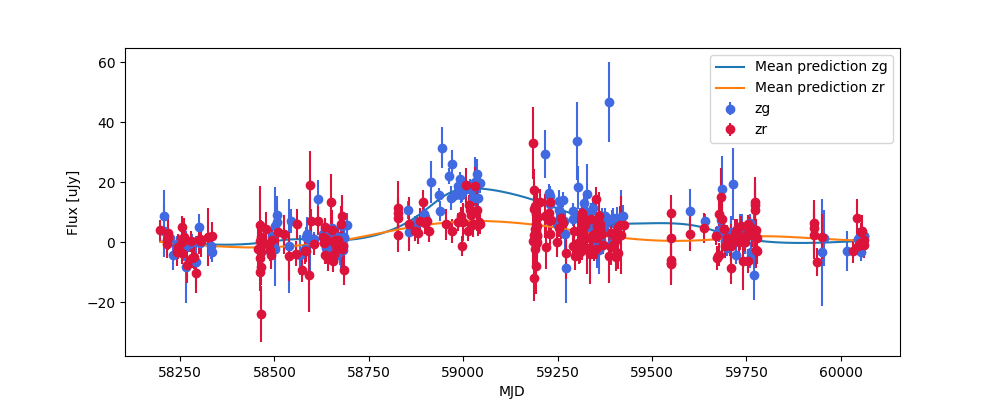 60
40
20
0
−20
Flux [uJy]
58250 58500 58750 59000 59250 59500 59750 60000
MJD
Mean prediction zg
Mean prediction zr
zg
zr